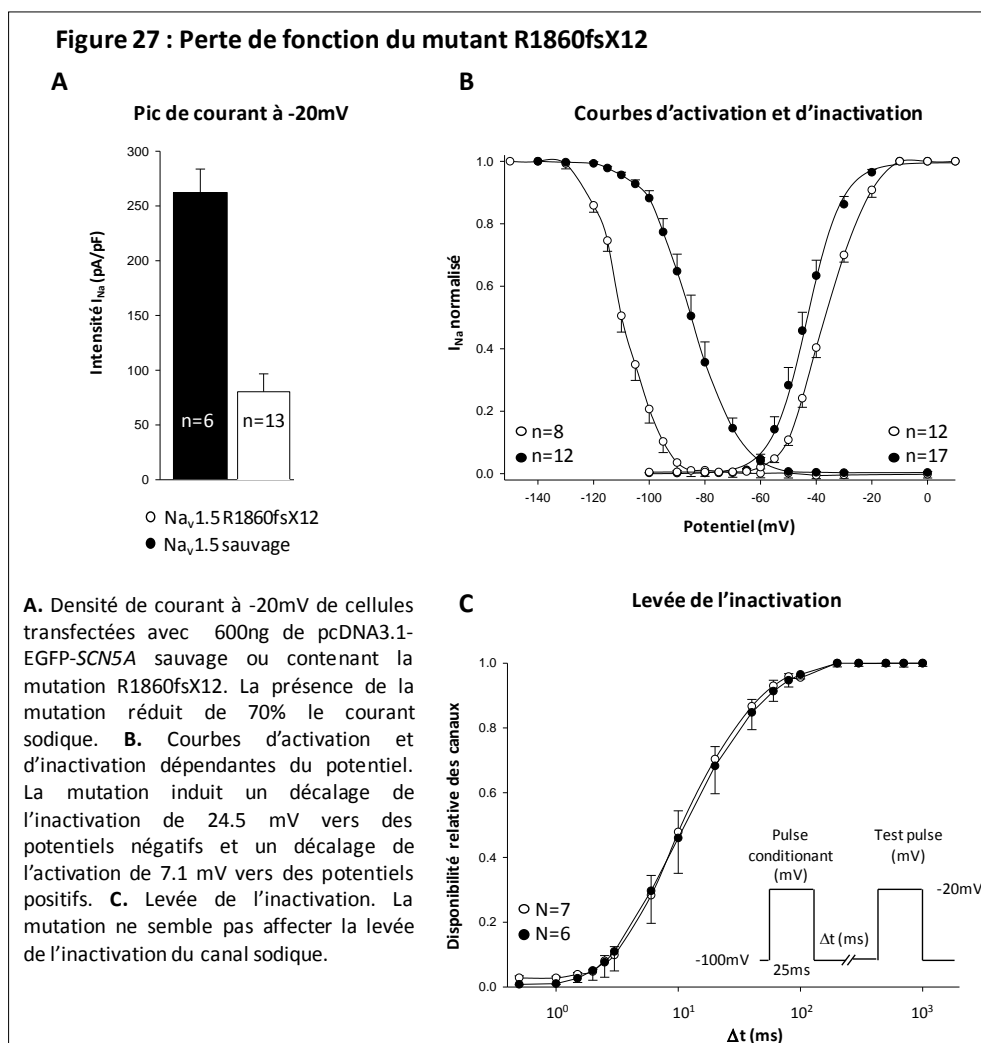 Figure 27 : Perte de fonction du mutant R1860fsX12
A
Pic de courant à -20mV
Intensité I_Na (pA/pF)
300
250
200
150
100
50
0
n=6
n=13
Na_v1.5 R1860fsX12
Na_v1.5 sauvage
B
Courbes d'activation et d'inactivation
I_Na normalisé
1.0
0.8
0.6
0.4
0.2
0.0
n=8
n=12
n=12
n=17
-140 -120 -100 -80 -60 -40 -20 0
Potentiel (mV)
A. Densité de courant à -20mV de cellules
transfectées avec 600ng de pcDNA3.1-
EGFP-SCN5A sauvage ou contenant la
mutation R1860fsX12. La présence de la
mutation réduit de 70% le courant
sodique. B. Courbes d'activation et
d'inactivation dépendantes du potentiel.
La mutation induit un décalage de
l'inactivation de 24.5 mV vers des
potentiels négatifs et un décalage de
l'activation de 7.1 mV vers des potentiels
positifs. C. Levée de l'inactivation. La
mutation ne semble pas affecter la levée
de l'inactivation du canal sodique.
C
Levée de l'inactivation
Disponibilité relative des canaux
1.0
0.8
0.6
0.4
0.2
0.0
N=7
N=6
Pulse
conditionant
(mV)
Test pulse
(mV)
-20mV
Δt (ms)
-100mV
25ms
10⁰ 10¹ 10² 10³
Δt (ms)